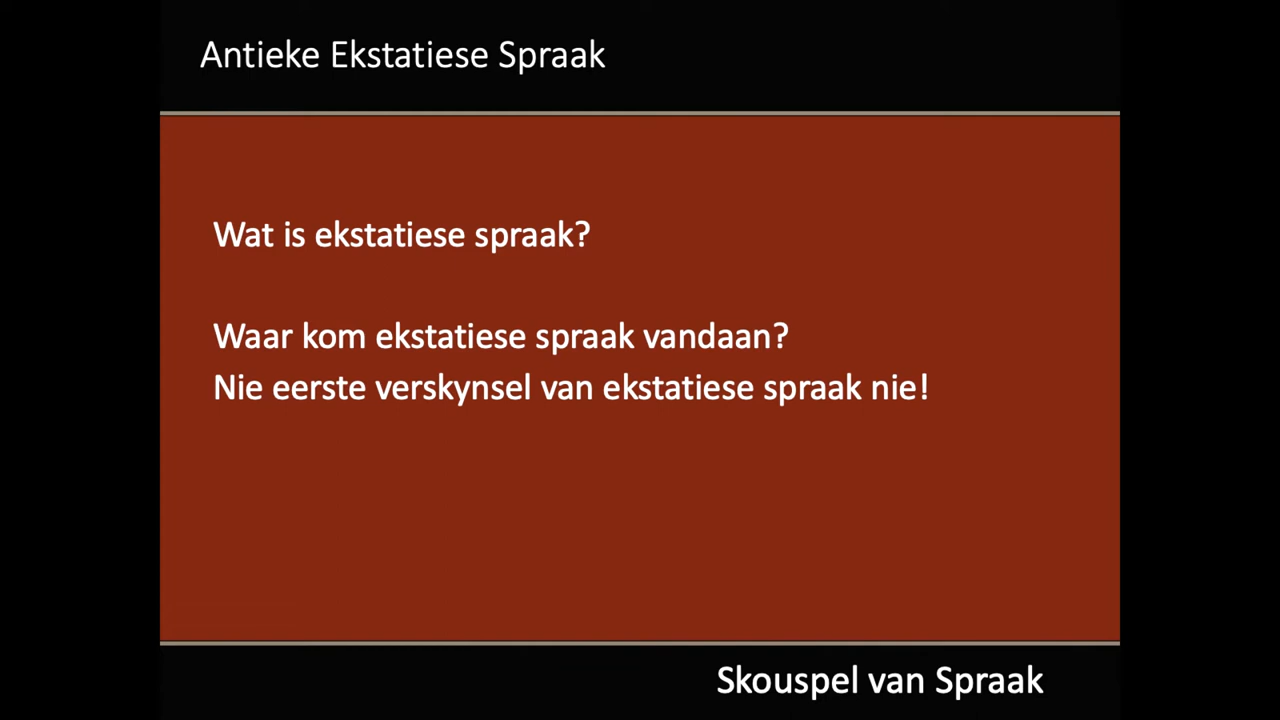 Antieke Ekstatiese Spraak
Wat is ekstatiese spraak?
Waar kom ekstatiese spraak vandaan?
Nie eerste verskynsel van ekstatiese spraak nie!
Skouspel van Spraak